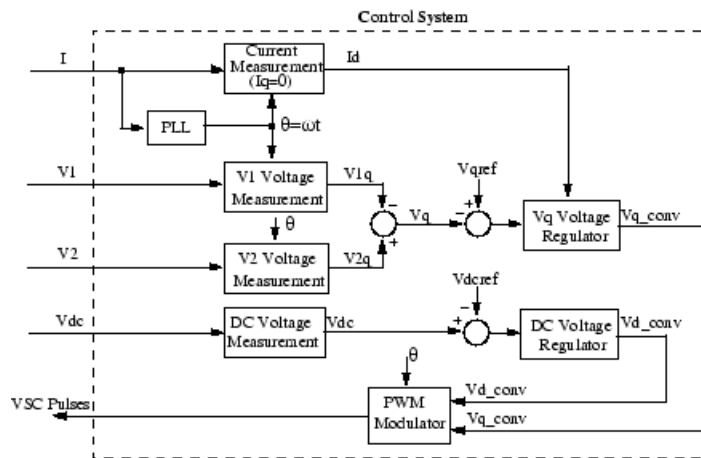 Control System
I
Current
Measurement
(Iq=0)
Id
PLL
θ=ωt
V1
V1 Voltage
Measurement
V1q
Vqref
−
+
−
Vq
Vq Voltage
Regulator
Vq_conv
θ
+
V2
V2 Voltage
Measurement
V2q
Vdcref
−
+
Vdc
DC Voltage
Measurement
Vdc
DC Voltage
Regulator
Vd_conv
θ
VSC Pulses
PWM
Modulator
Vd_conv
Vq_conv